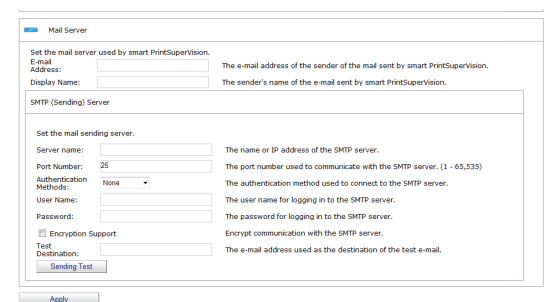 Mail Server
Set the mail server used by smart PrintSuperVision.
E-mail Address: The e-mail address of the sender of the mail sent by smart PrintSuperVision.
Display Name: The sender's name of the e-mail sent by smart PrintSuperVision.
SMTP (Sending) Server
Set the mail sending server.
Server name: The name or IP address of the SMTP server.
Port Number: 25 The port number used to communicate with the SMTP server. (1 - 65,535)
Authentication Methods: None The authentication method used to connect to the SMTP server.
User Name: The user name for logging in to the SMTP server.
Password: The password for logging in to the SMTP server.
Encryption Support Encrypt communication with the SMTP server.
Test Destination: The e-mail address used as the destination of the test e-mail.
Sending Test
Apply